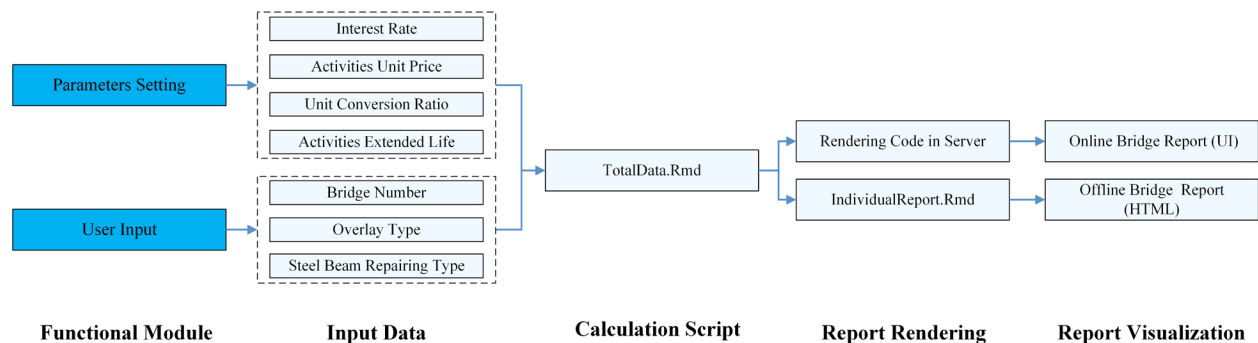 Parameters Setting
User Input
Interest Rate
Activities Unit Price
Unit Conversion Ratio
Activities Extended Life
Bridge Number
Overlay Type
Steel Beam Repairing Type
TotalData.Rmd
Rendering Code in Server
IndividualReport.Rmd
Online Bridge Report (UI)
Offline Bridge Report
(HTML)
Functional Module
Input Data
Calculation Script
Report Rendering
Report Visualization